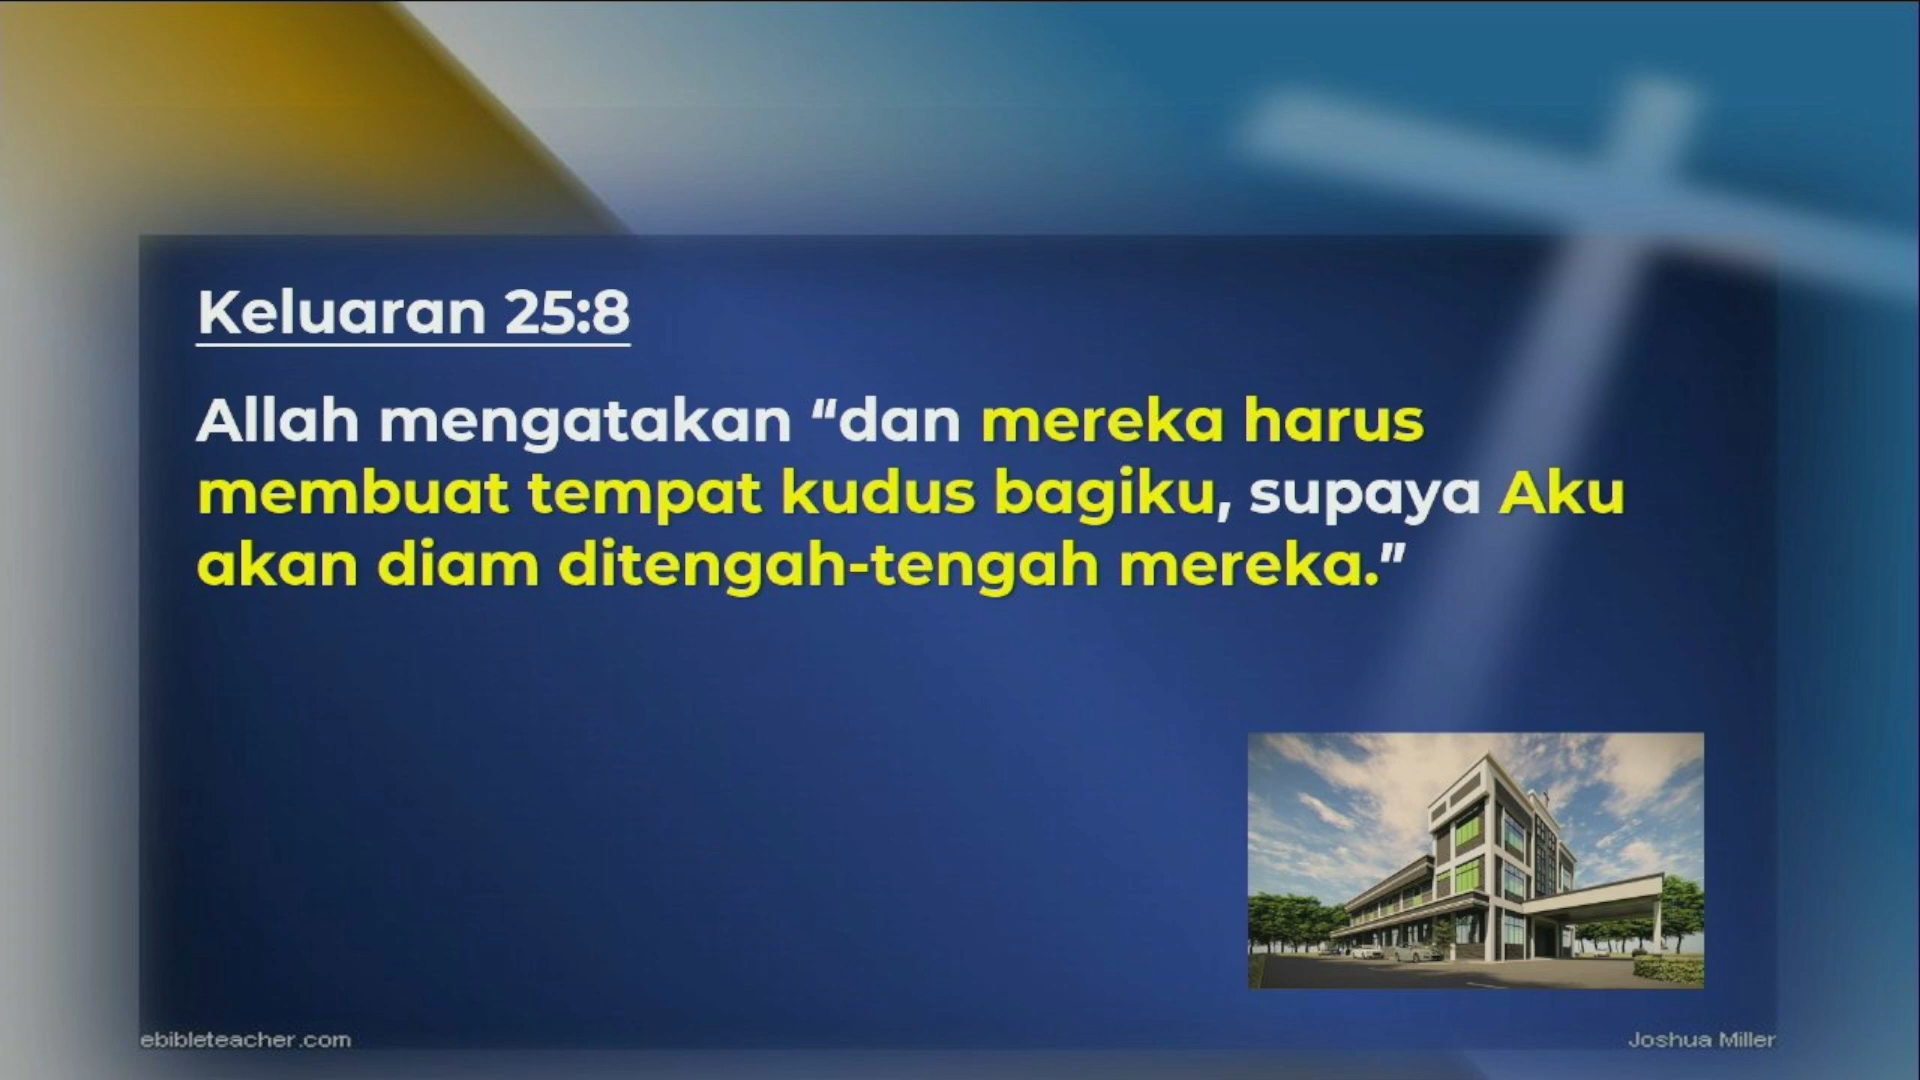 Keluaran 25:8
Allah mengatakan “dan mereka harus
membuat tempat kudus bagiku, supaya Aku
akan diam ditengah-tengah mereka.”
ebibleteacher.com
Joshua Miller